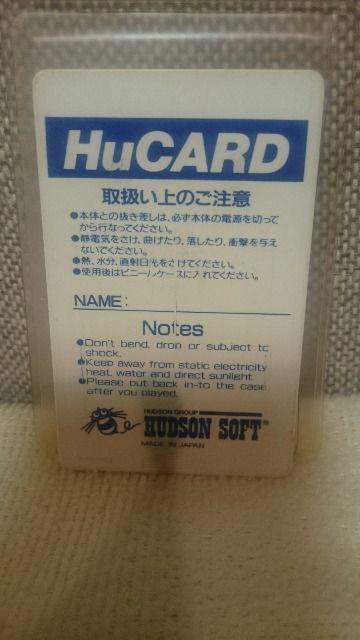 HuCARD
取扱い上のご注意
●本体との抜き差しは、必ず本体の電源を切って
から行なってください。
●静電気をさけ、曲げたり、落したり、衝撃を与え
ないでください。
●熱、水分、直射日光をさけてください。
●使用後はビニールケースに入れてください。
NAME:
Notes
●Don't bend, drop or subject to
shock.
●Keep away from static electricity,
heat, water and direct sunlight.
●Please put back in-to the case
after you played.
HUDSON GROUP
HUDSON SOFT®
MADE IN JAPAN